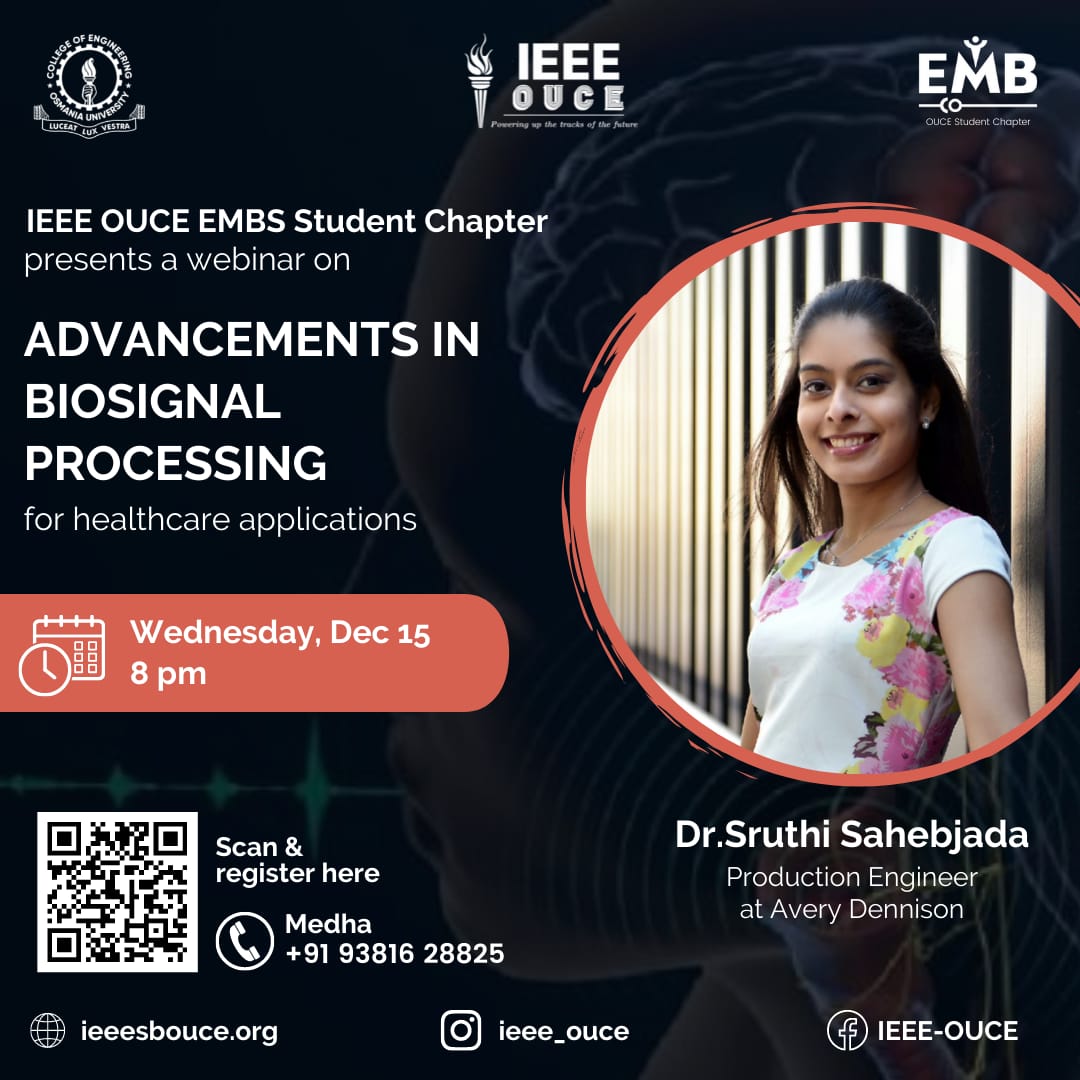 COLLEGE OF ENGINEERING
OSMANIA UNIVERSITY
LUCEAT LUX VESTRA
IEEE
OUCE
Powering up the tracks of the future
EMB
OUCE Student Chapter
IEEE OUCE EMBS Student Chapter
presents a webinar on
ADVANCEMENTS IN
BIOSIGNAL
PROCESSING
for healthcare applications
Wednesday, Dec 15
8 pm
Dr.Sruthi Sahebjada
Production Engineer
at Avery Dennison
Scan &
register here
Medha
+91 93816 28825
ieeesbouce.org
ieee_ouce
IEEE-OUCE